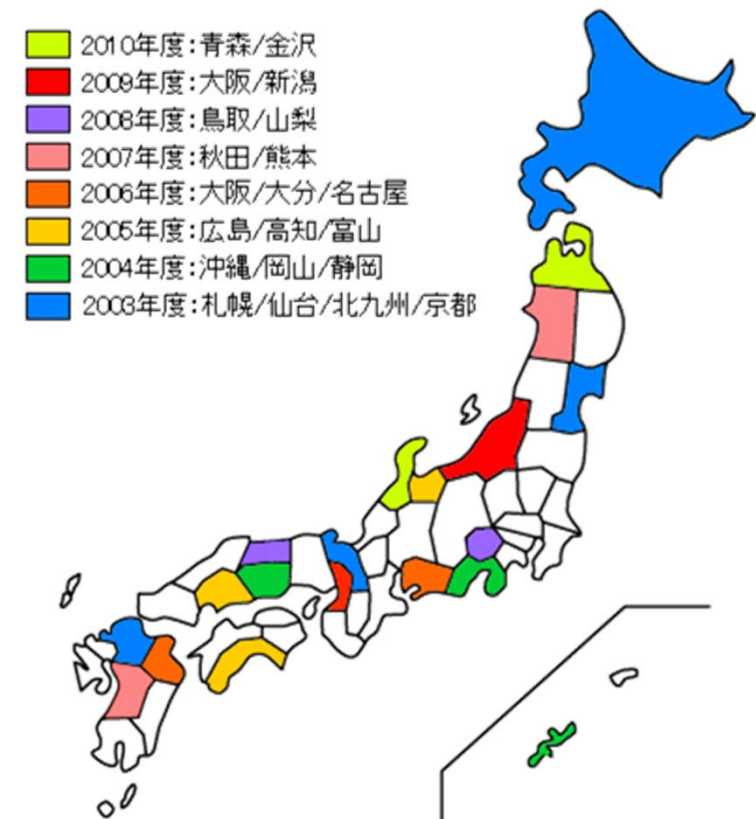 2010年度:青森/金沢
2009年度:大阪/新潟
2008年度:鳥取/山梨
2007年度:秋田/熊本
2006年度:大阪/大分/名古屋
2005年度:広島/高知/富山
2004年度:沖縄/岡山/静岡
2003年度:札幌/仙台/北九州/京都